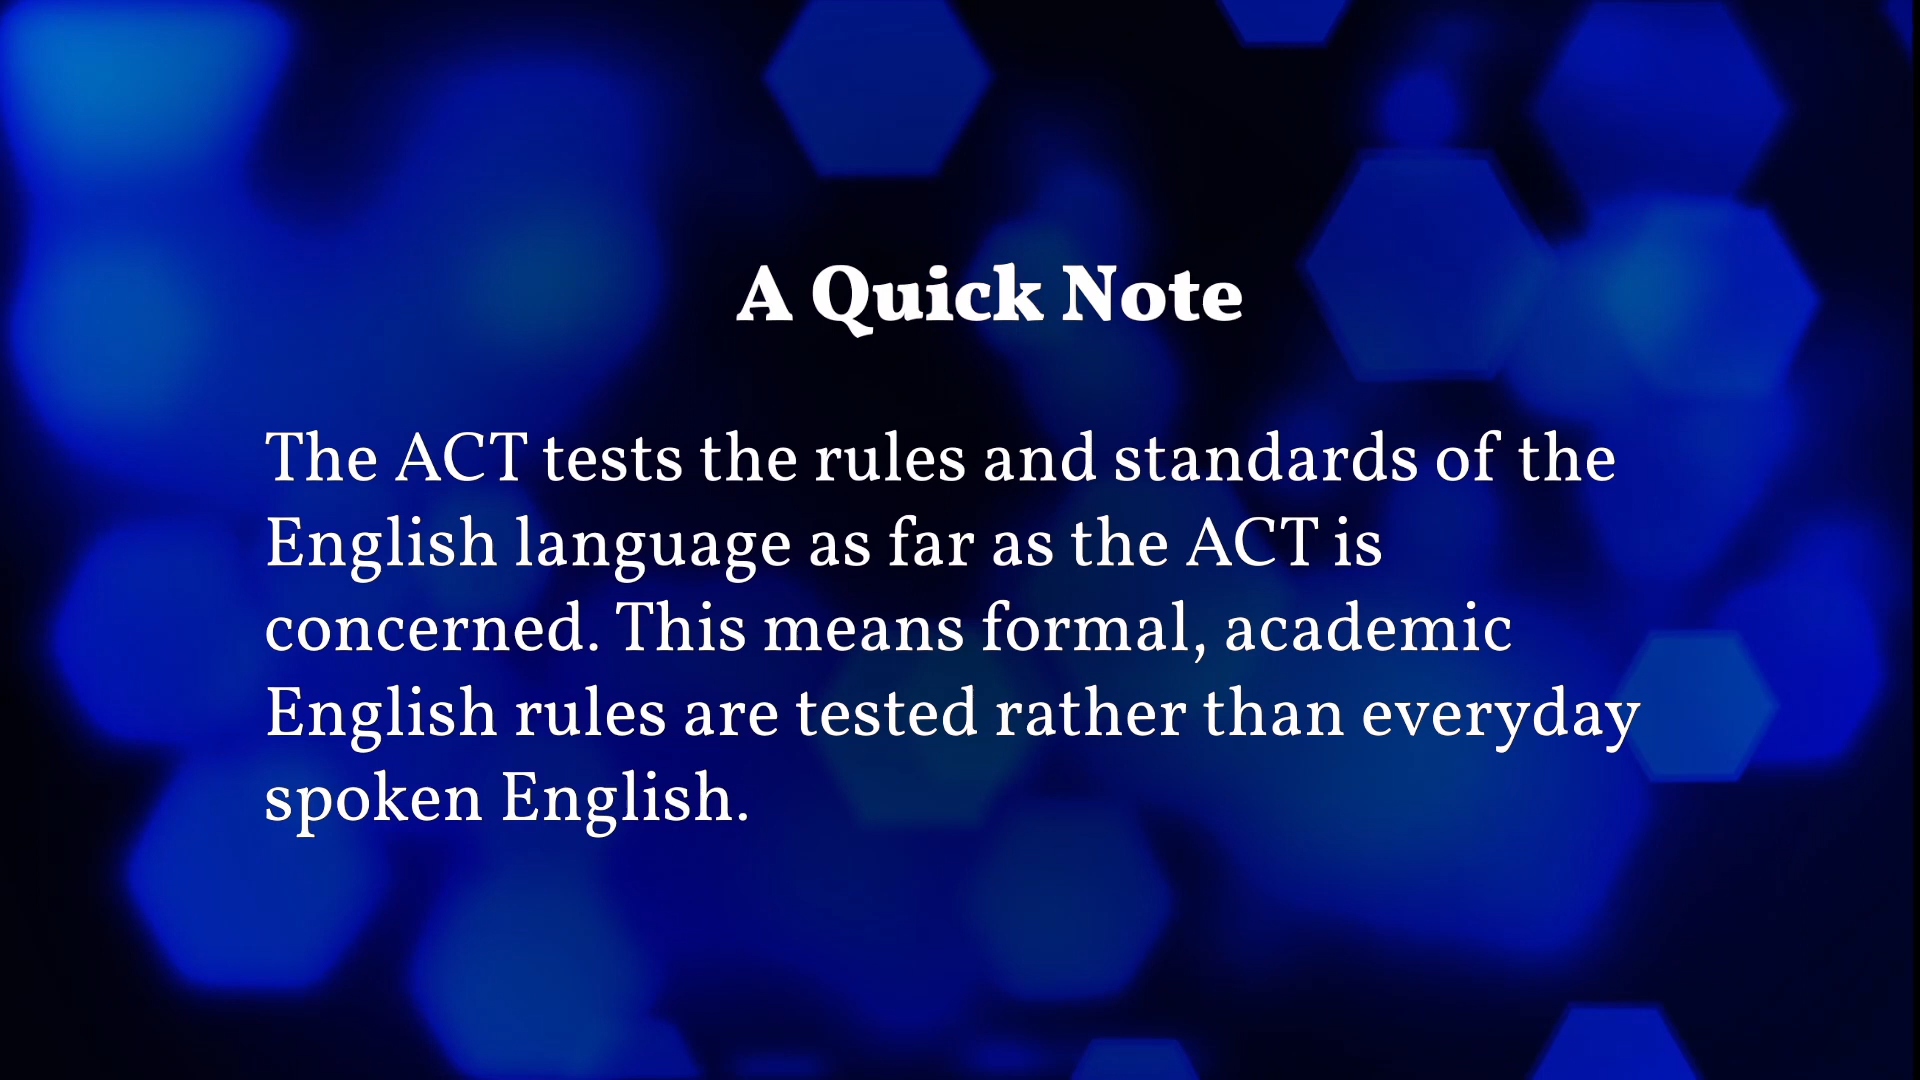 A Quick Note
The ACT tests the rules and standards of the
English language as far as the ACT is
concerned. This means formal, academic
English rules are tested rather than everyday
spoken English.